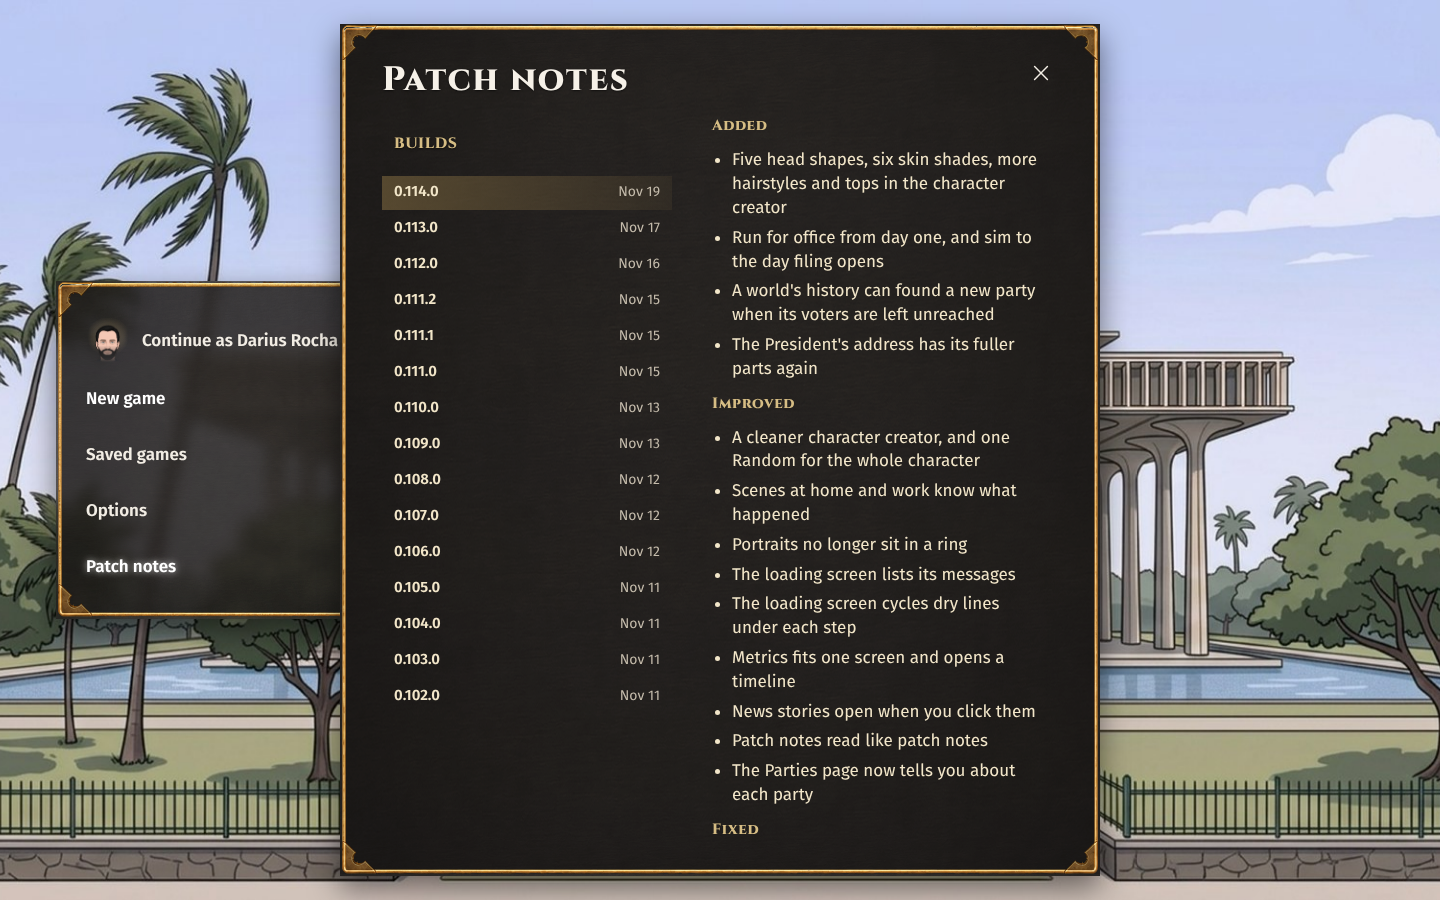 Patch notes
BUILDS
0.114.0 Nov 19
0.113.0 Nov 17
0.112.0 Nov 16
0.111.2 Nov 15
0.111.1 Nov 15
0.111.0 Nov 15
0.110.0 Nov 13
0.109.0 Nov 13
0.108.0 Nov 12
0.107.0 Nov 12
0.106.0 Nov 12
0.105.0 Nov 11
0.104.0 Nov 11
0.103.0 Nov 11
0.102.0 Nov 11
Added
• Five head shapes, six skin shades, more
hairstyles and tops in the character
creator
• Run for office from day one, and sim to
the day filing opens
• A world's history can found a new party
when its voters are left unreached
• The President's address has its fuller
parts again
Improved
• A cleaner character creator, and one
Random for the whole character
• Scenes at home and work know what
happened
• Portraits no longer sit in a ring
• The loading screen lists its messages
• The loading screen cycles dry lines
under each step
• Metrics fits one screen and opens a
timeline
• News stories open when you click them
• Patch notes read like patch notes
• The Parties page now tells you about
each party
Fixed
Continue as Darius Rocha
New game
Saved games
Options
Patch notes